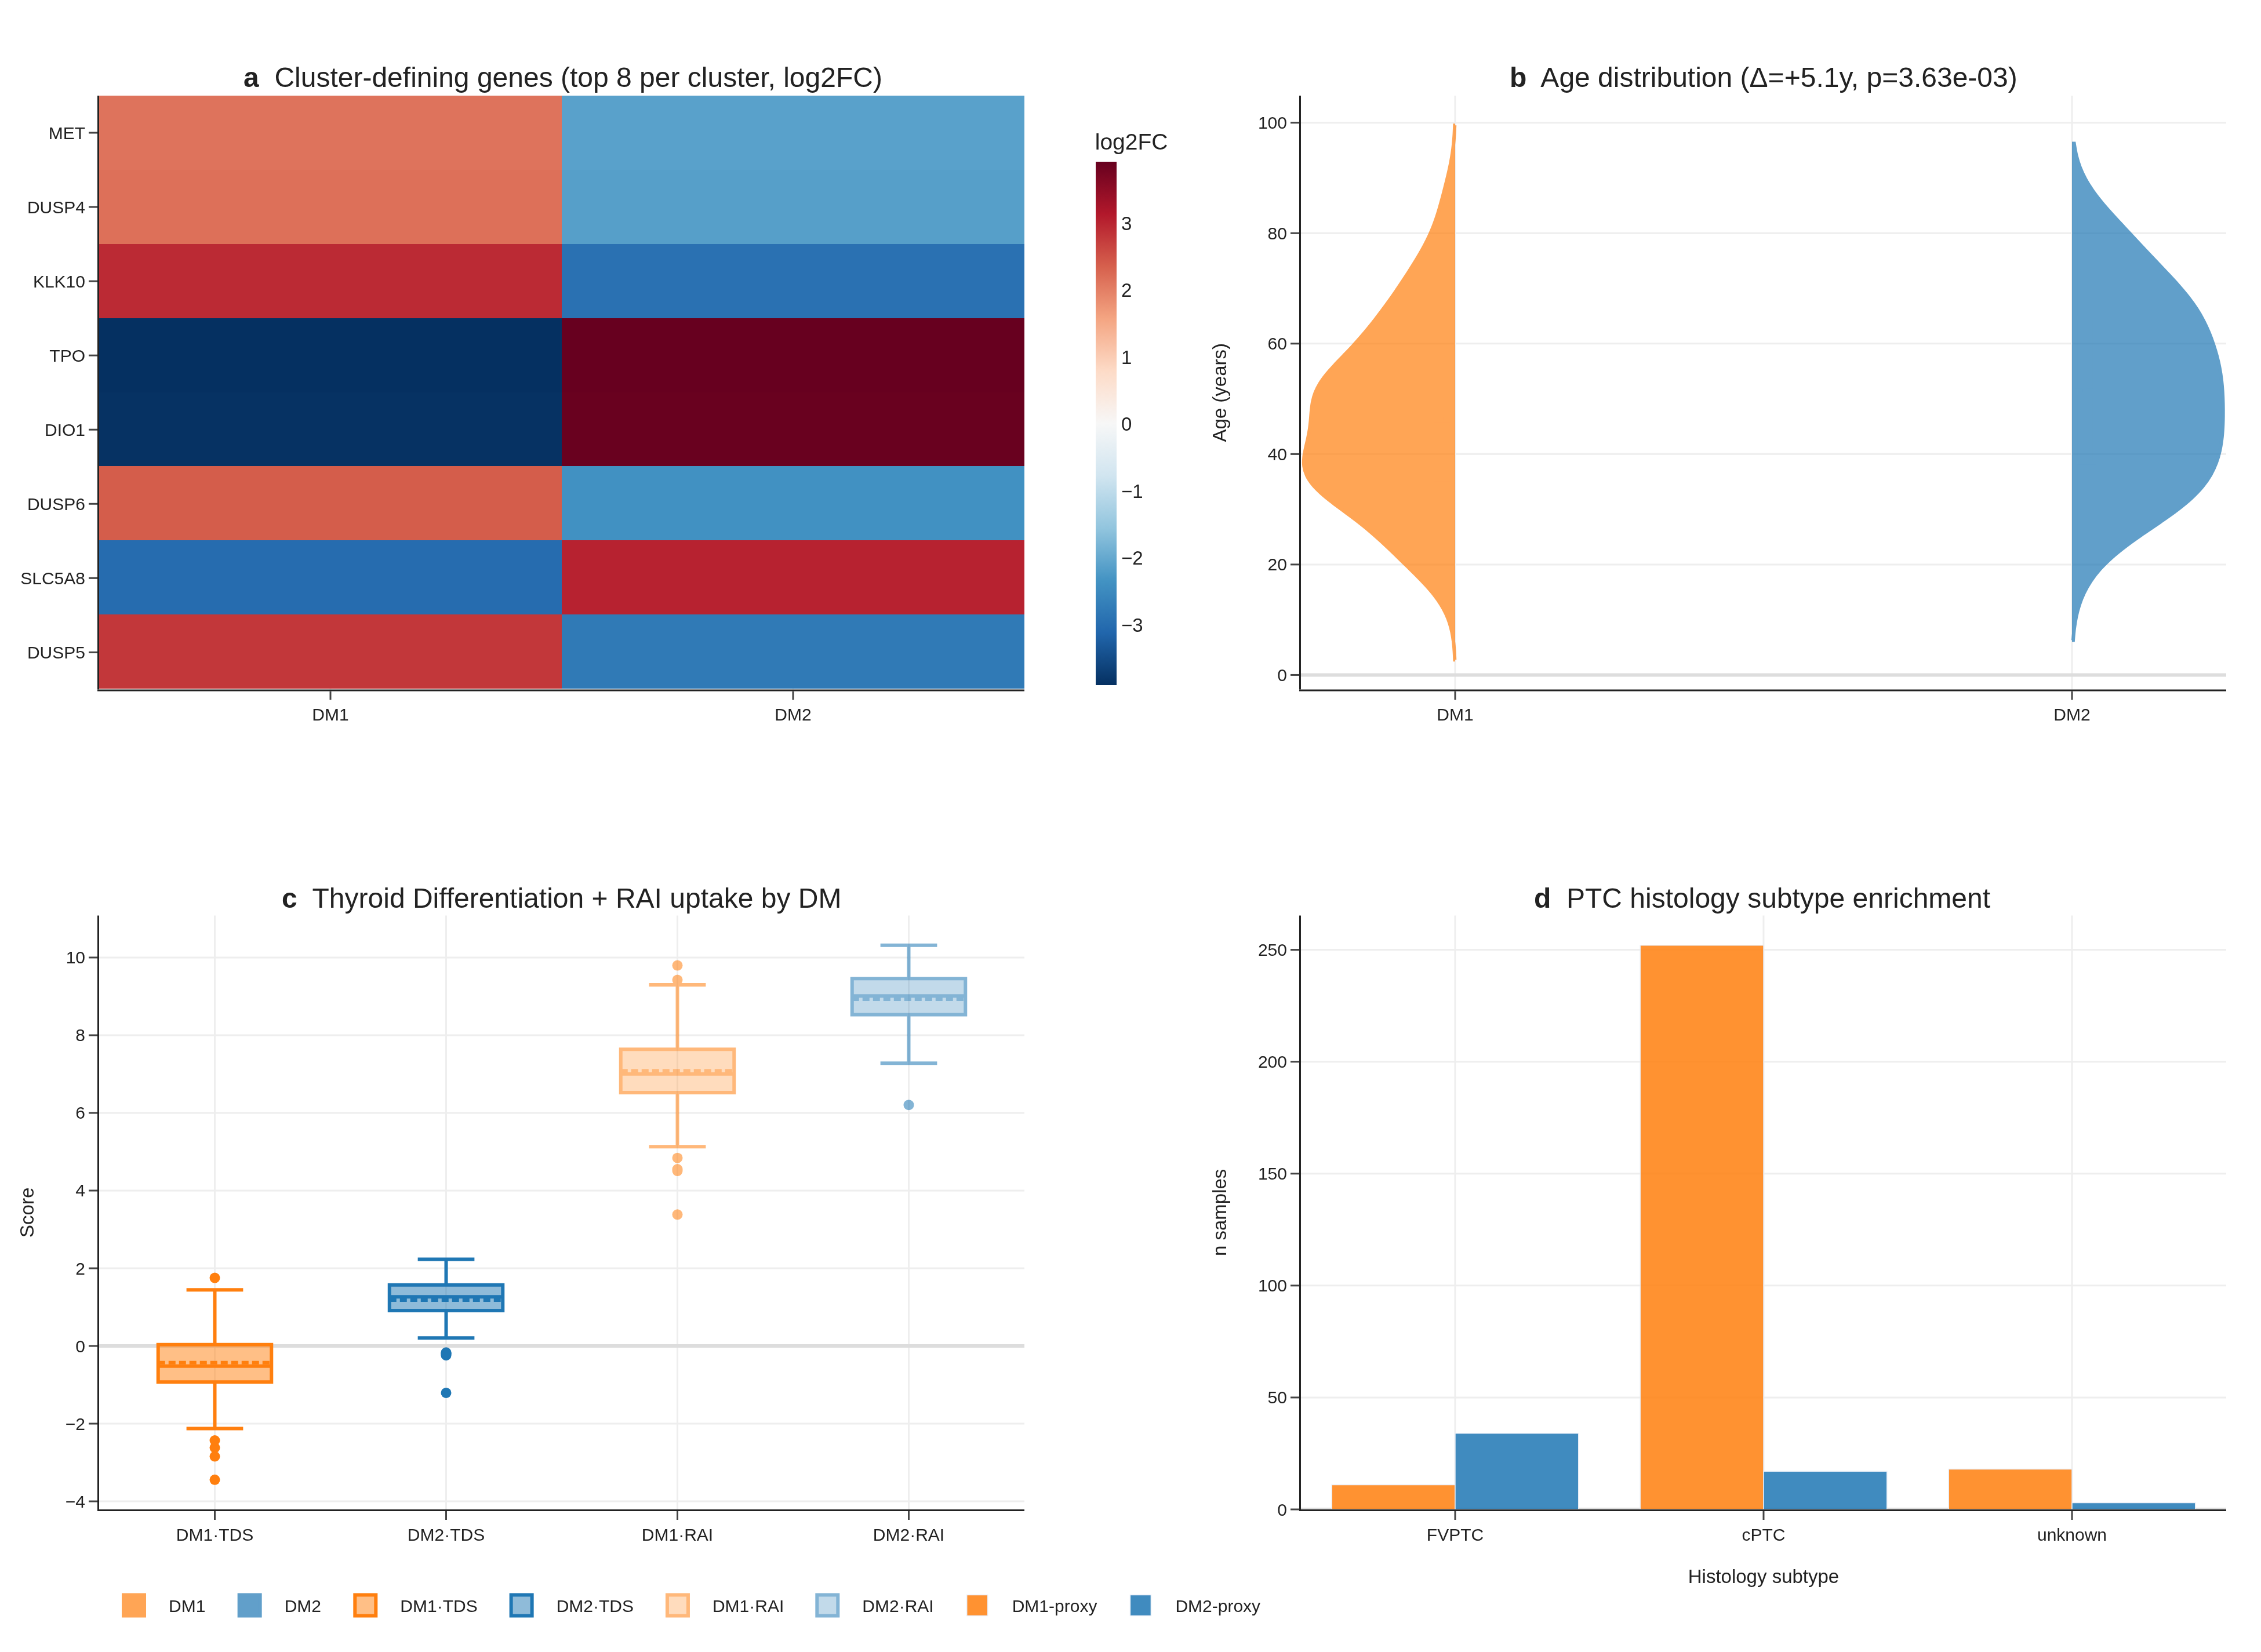 a Cluster-defining genes (top 8 per cluster, log2FC)
MET
DUSP4
KLK10
TPO
DIO1
DUSP6
SLC5A8
DUSP5
DM1
DM2
log2FC
3
2
1
0
−1
−2
−3
b Age distribution (Δ=+5.1y, p=3.63e-03)
Age (years)
100
80
60
40
20
0
DM1
DM2
c Thyroid Differentiation + RAI uptake by DM
Score
10
8
6
4
2
0
−2
−4
DM1·TDS
DM2·TDS
DM1·RAI
DM2·RAI
d PTC histology subtype enrichment
n samples
250
200
150
100
50
0
FVPTC
cPTC
unknown
Histology subtype
DM1 DM2 DM1·TDS DM2·TDS DM1·RAI DM2·RAI DM1-proxy DM2-proxy